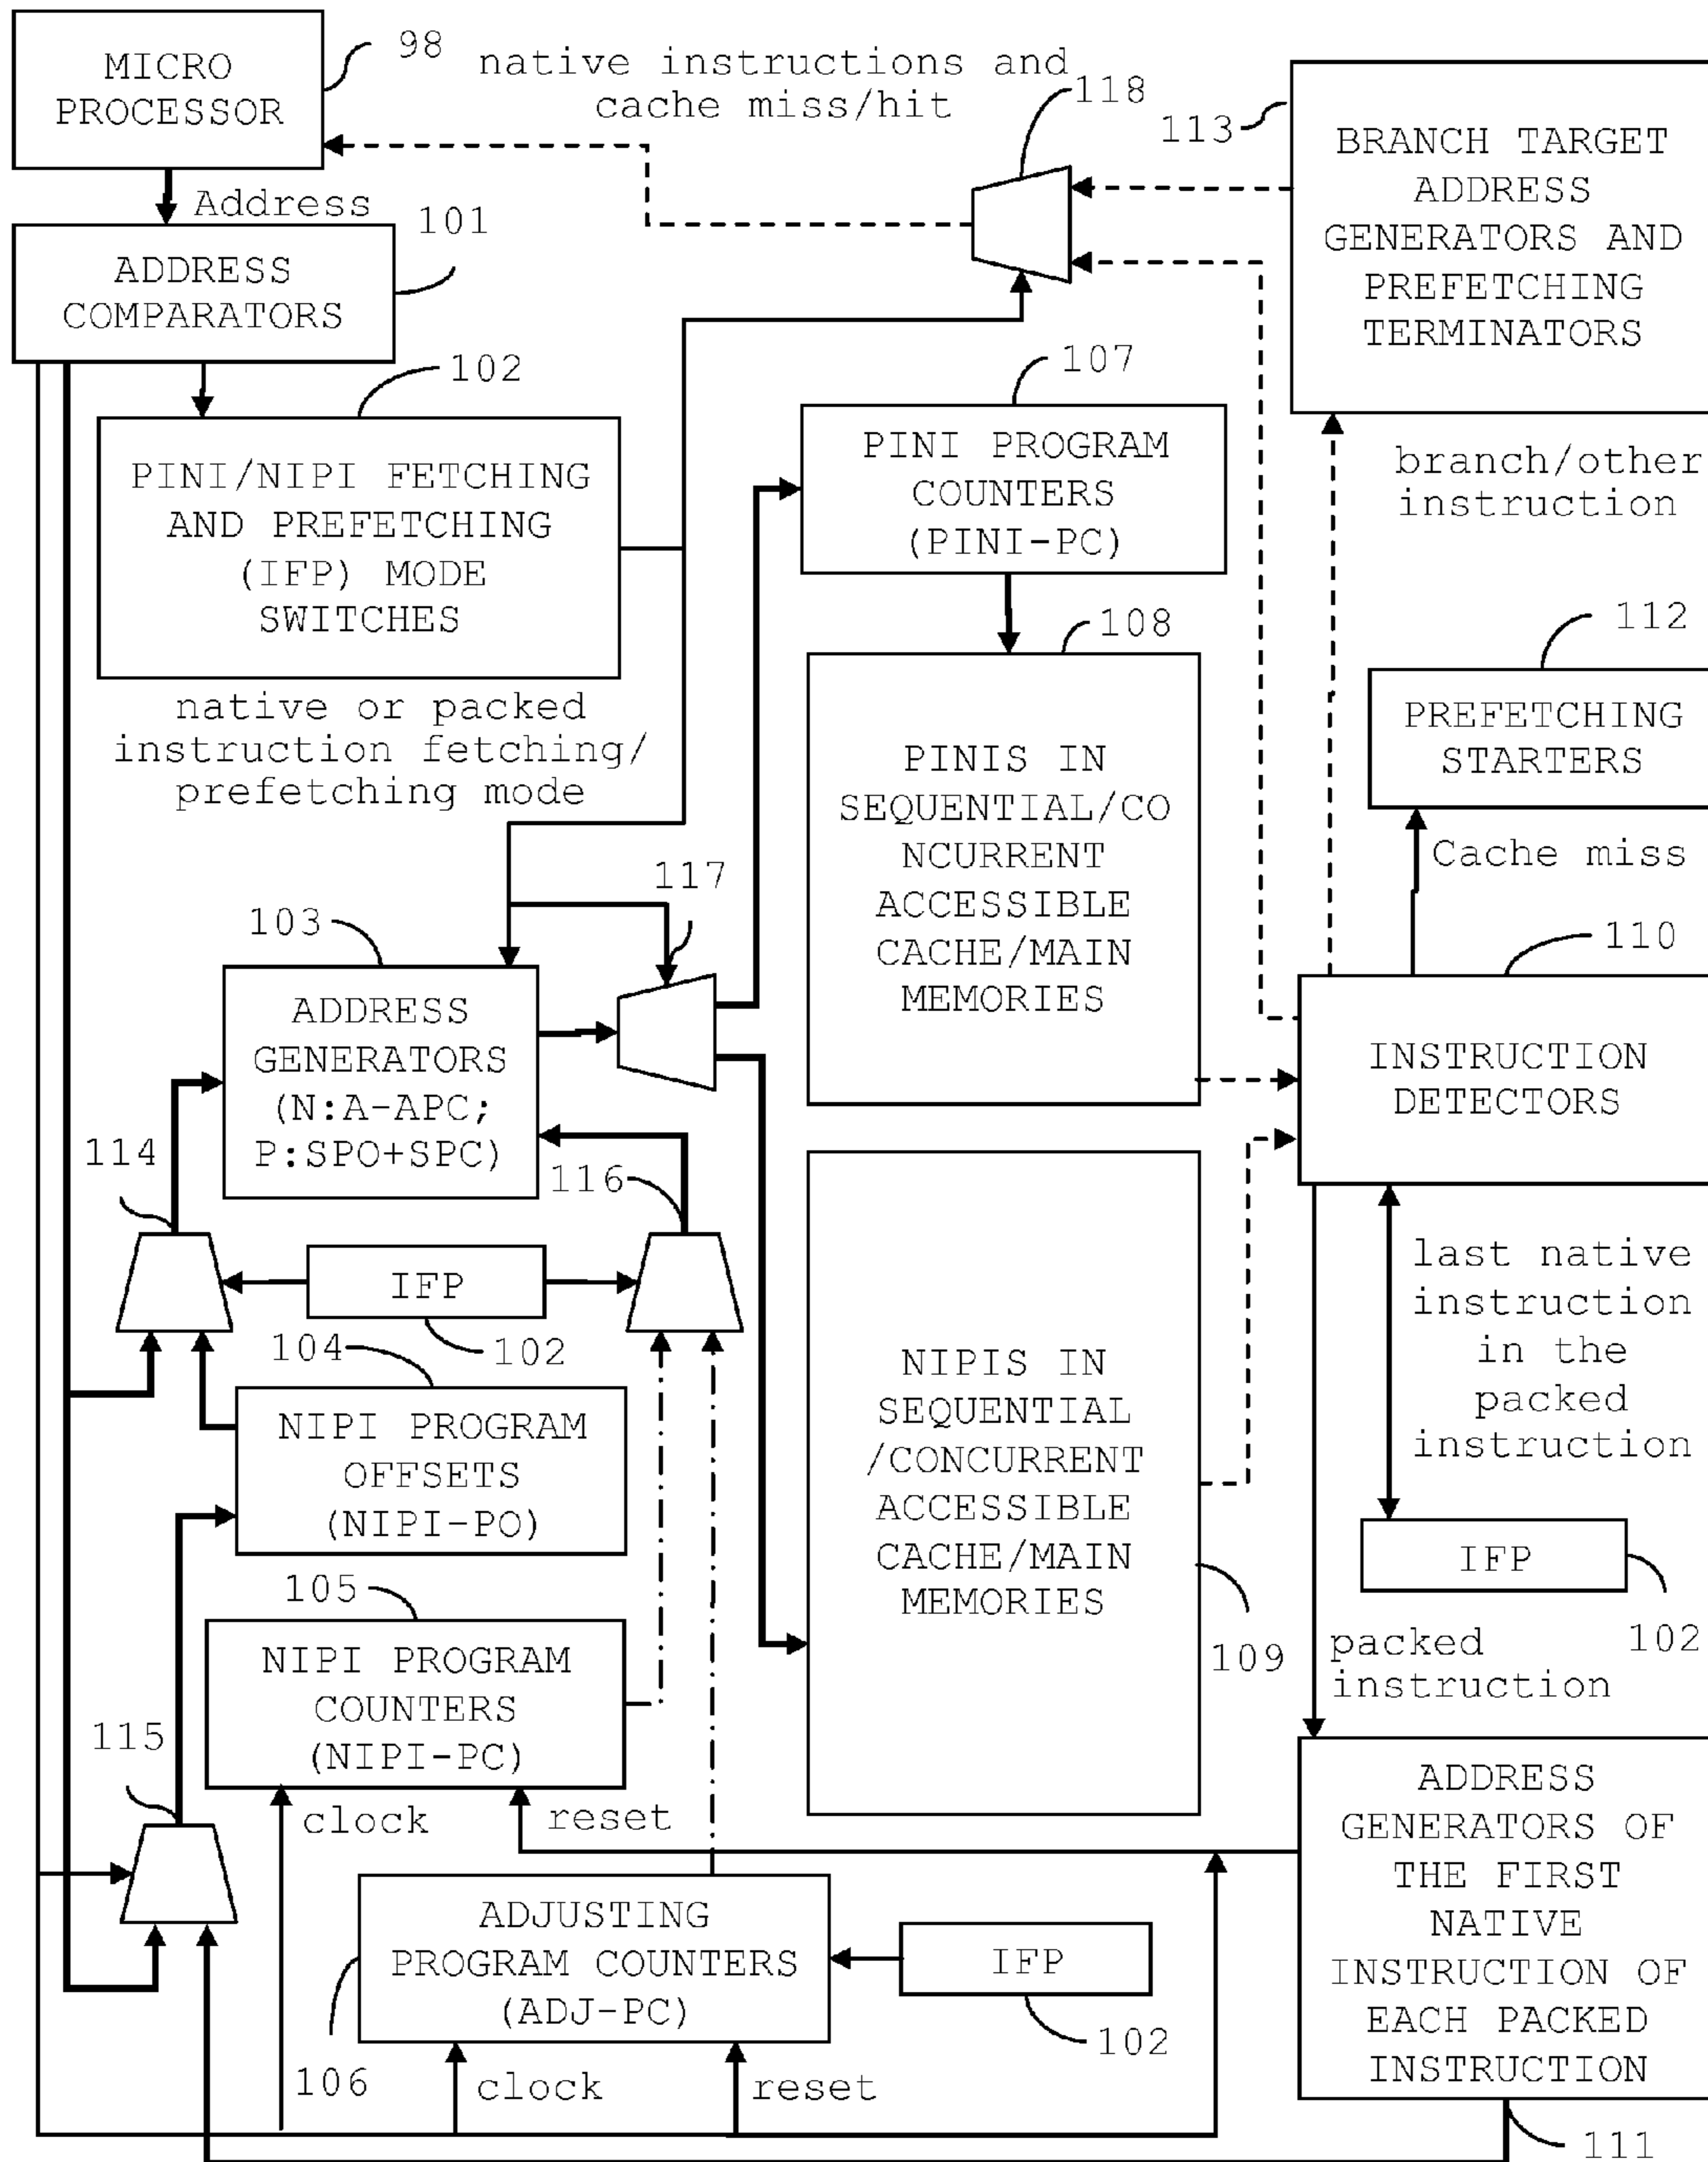 MICRO
PROCESSOR
98
native instructions and
cache miss/hit
118
113
BRANCH TARGET
ADDRESS
GENERATORS AND
PREFETCHING
TERMINATORS
Address
101
ADDRESS
COMPARATORS
102
PINI/NIPI FETCHING
AND PREFETCHING
(IFP) MODE
SWITCHES
107
PINI PROGRAM
COUNTERS
(PINI-PC)
branch/other
instruction
native or packed
instruction fetching/
prefetching mode
108
PINIS IN
SEQUENTIAL/CO
NCURRENT
ACCESSIBLE
CACHE/MAIN
MEMORIES
112
PREFETCHING
STARTERS
Cache miss
117
103
ADDRESS
GENERATORS
(N:A-APC;
P:SPO+SPC)
110
INSTRUCTION
DETECTORS
114
116
IFP
102
104
NIPI PROGRAM
OFFSETS
(NIPI-PO)
NIPIS IN
SEQUENTIAL
/CONCURRENT
ACCESSIBLE
CACHE/MAIN
MEMORIES
109
last native
instruction
in the
packed
instruction
IFP
102
105
NIPI PROGRAM
COUNTERS
(NIPI-PC)
packed
instruction
115
clock
reset
ADJUSTING
PROGRAM COUNTERS
(ADJ-PC)
IFP
102
106
clock
reset
ADDRESS
GENERATORS OF
THE FIRST
NATIVE
INSTRUCTION OF
EACH PACKED
INSTRUCTION
111